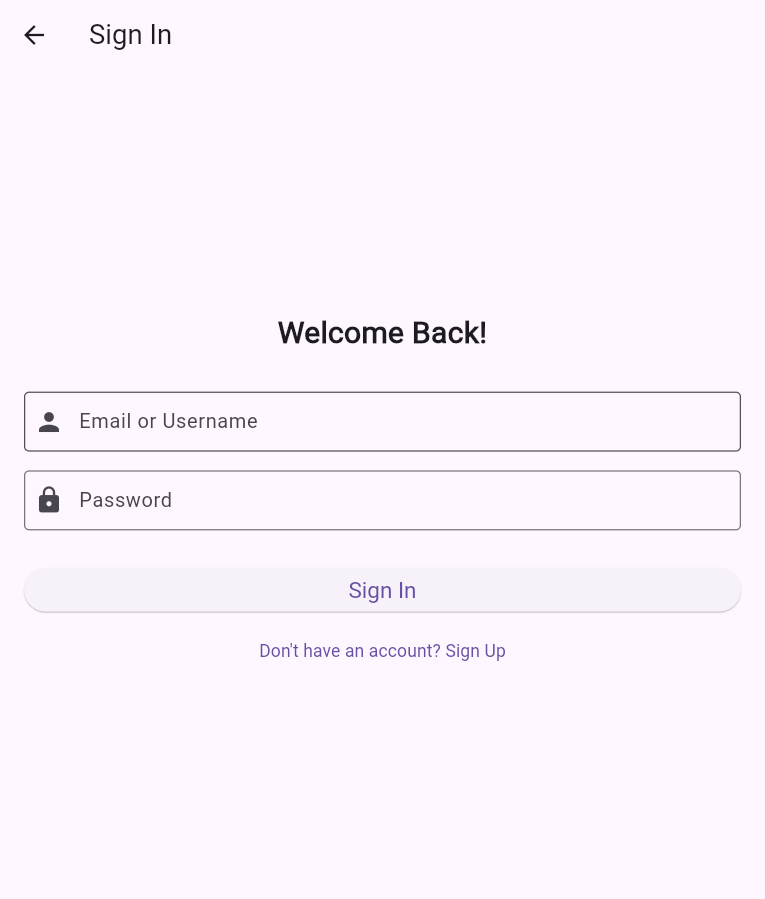 Sign In
Welcome Back!
Email or Username
Password
Sign In
Don't have an account? Sign Up